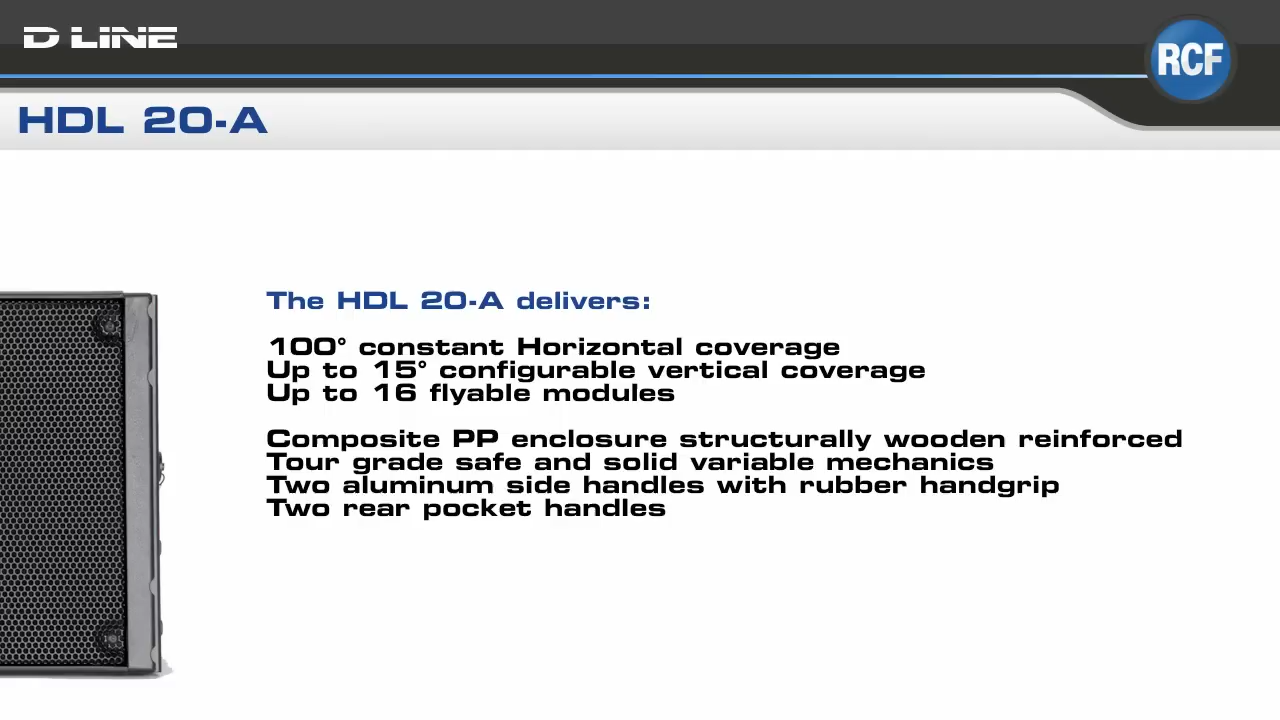 D LINE
RCF
HDL 20-A
The HDL 20-A delivers:
100° constant Horizontal coverage
Up to 15° configurable vertical coverage
Up to 16 flyable modules
Composite PP enclosure structurally wooden reinforced
Tour grade safe and solid variable mechanics
Two aluminum side handles with rubber handgrip
Two rear pocket handles